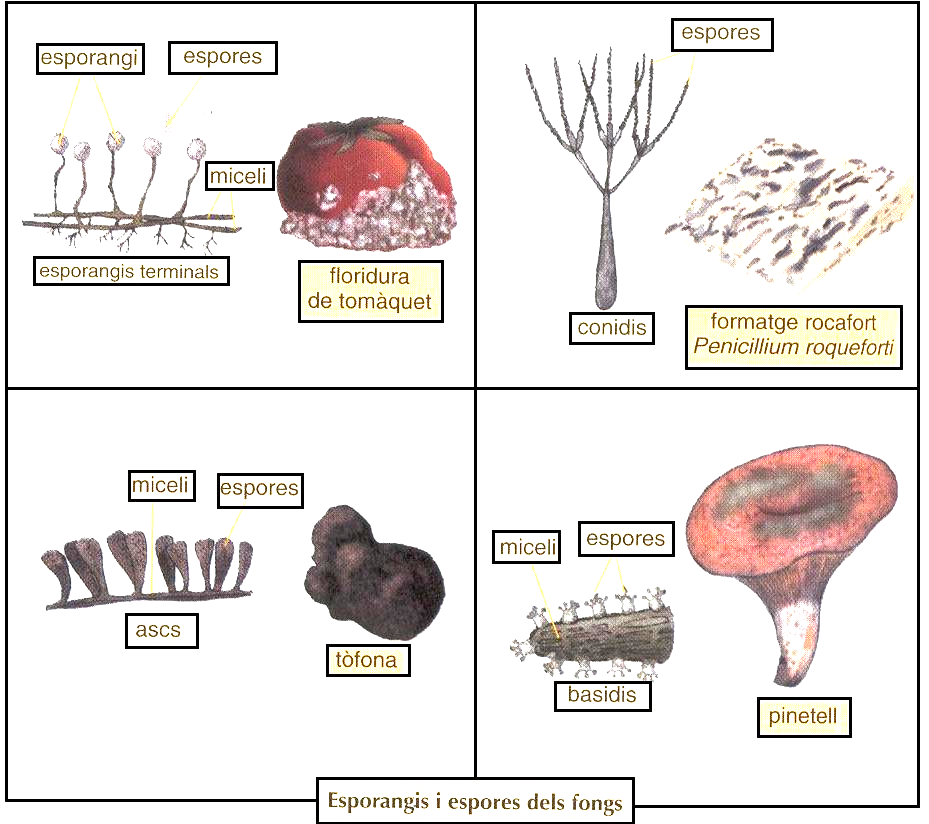 esporangi
espores
miceli
esporangis terminals
floridura
de tomàquet
espores
conidis
formatge rocafort
Penicillium roqueforti
miceli
espores
ascs
tòfona
miceli
espores
basidis
pinetell
Esporangis i espores dels fongs